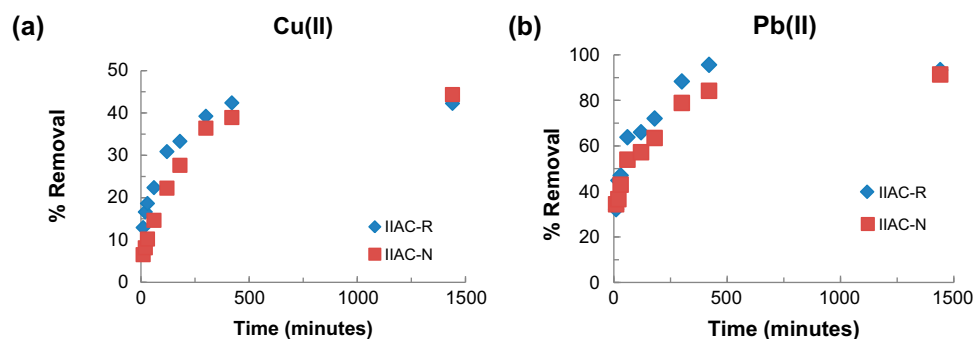 (a)
Cu(II)
50
40
30
20
10
0
% Removal
0
500
1000
1500
Time (minutes)
IIAC-R
IIAC-N
(b)
Pb(II)
100
80
60
40
20
0
% Removal
0
500
1000
1500
Time (minutes)
IIAC-R
IIAC-N